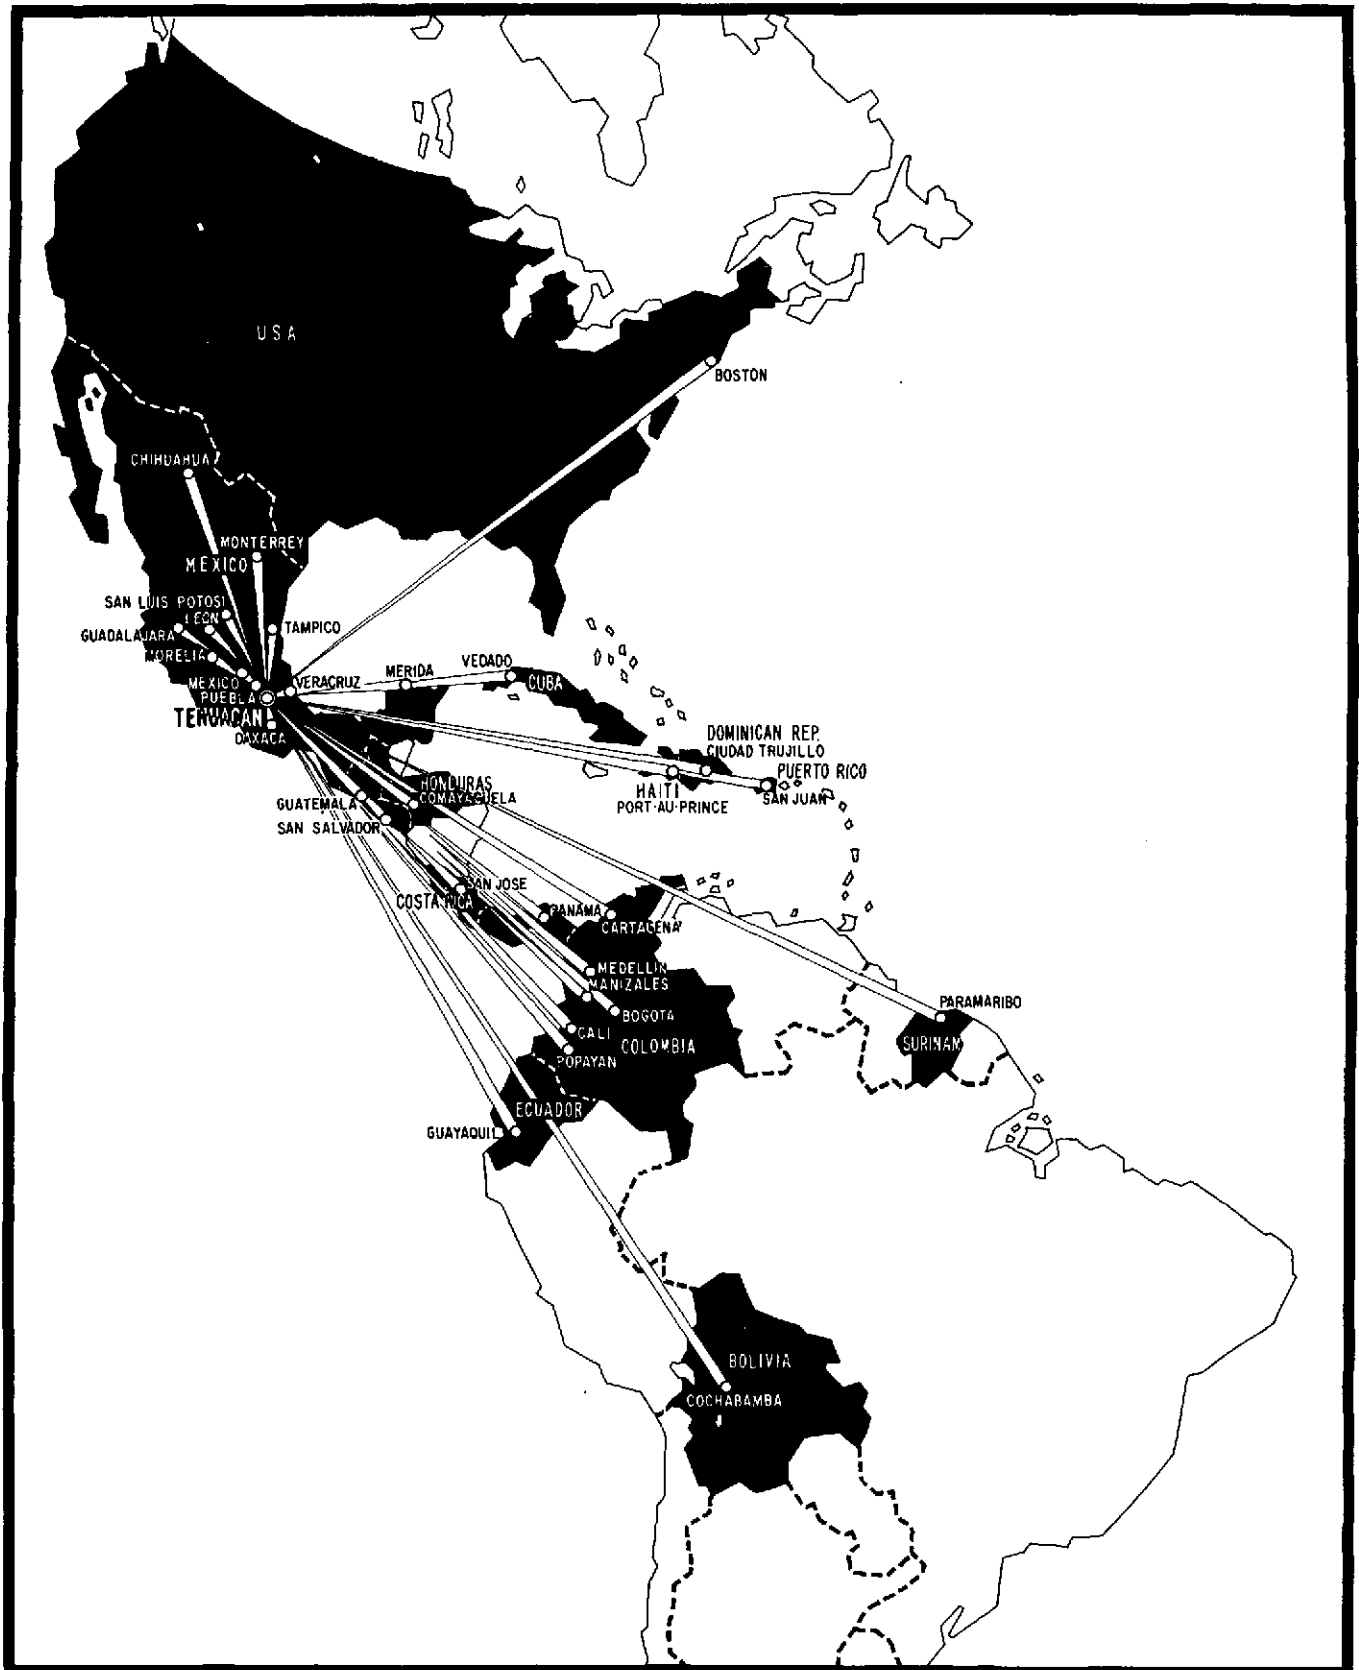 USA
BOSTON
CHIHUAHUA
MONTERREY
MEXICO
SAN LUIS POTOSI
LEON
TAMPICO
GUADALAJARA
MORELIA
VEDADO
MERIDA
CUBA
MEXICO
VERACRUZ
PUEBLA
TEHUACAN
OAXACA
DOMINICAN REP.
CIUDAD TRUJILLO
PUERTO RICO
HAITI
SAN JUAN
PORT-AU-PRINCE
HONDURAS
COMAYAGUELA
GUATEMALA
SAN SALVADOR
SAN JOSE
COSTA RICA
PANAMA
CARTAGENA
MEDELLIN
MANIZALES
PARAMARIBO
BOGOTA
CALI
COLOMBIA
SURINAM
POPAYAN
ECUADOR
GUAYAQUIL
BOLIVIA
COCHABAMBA